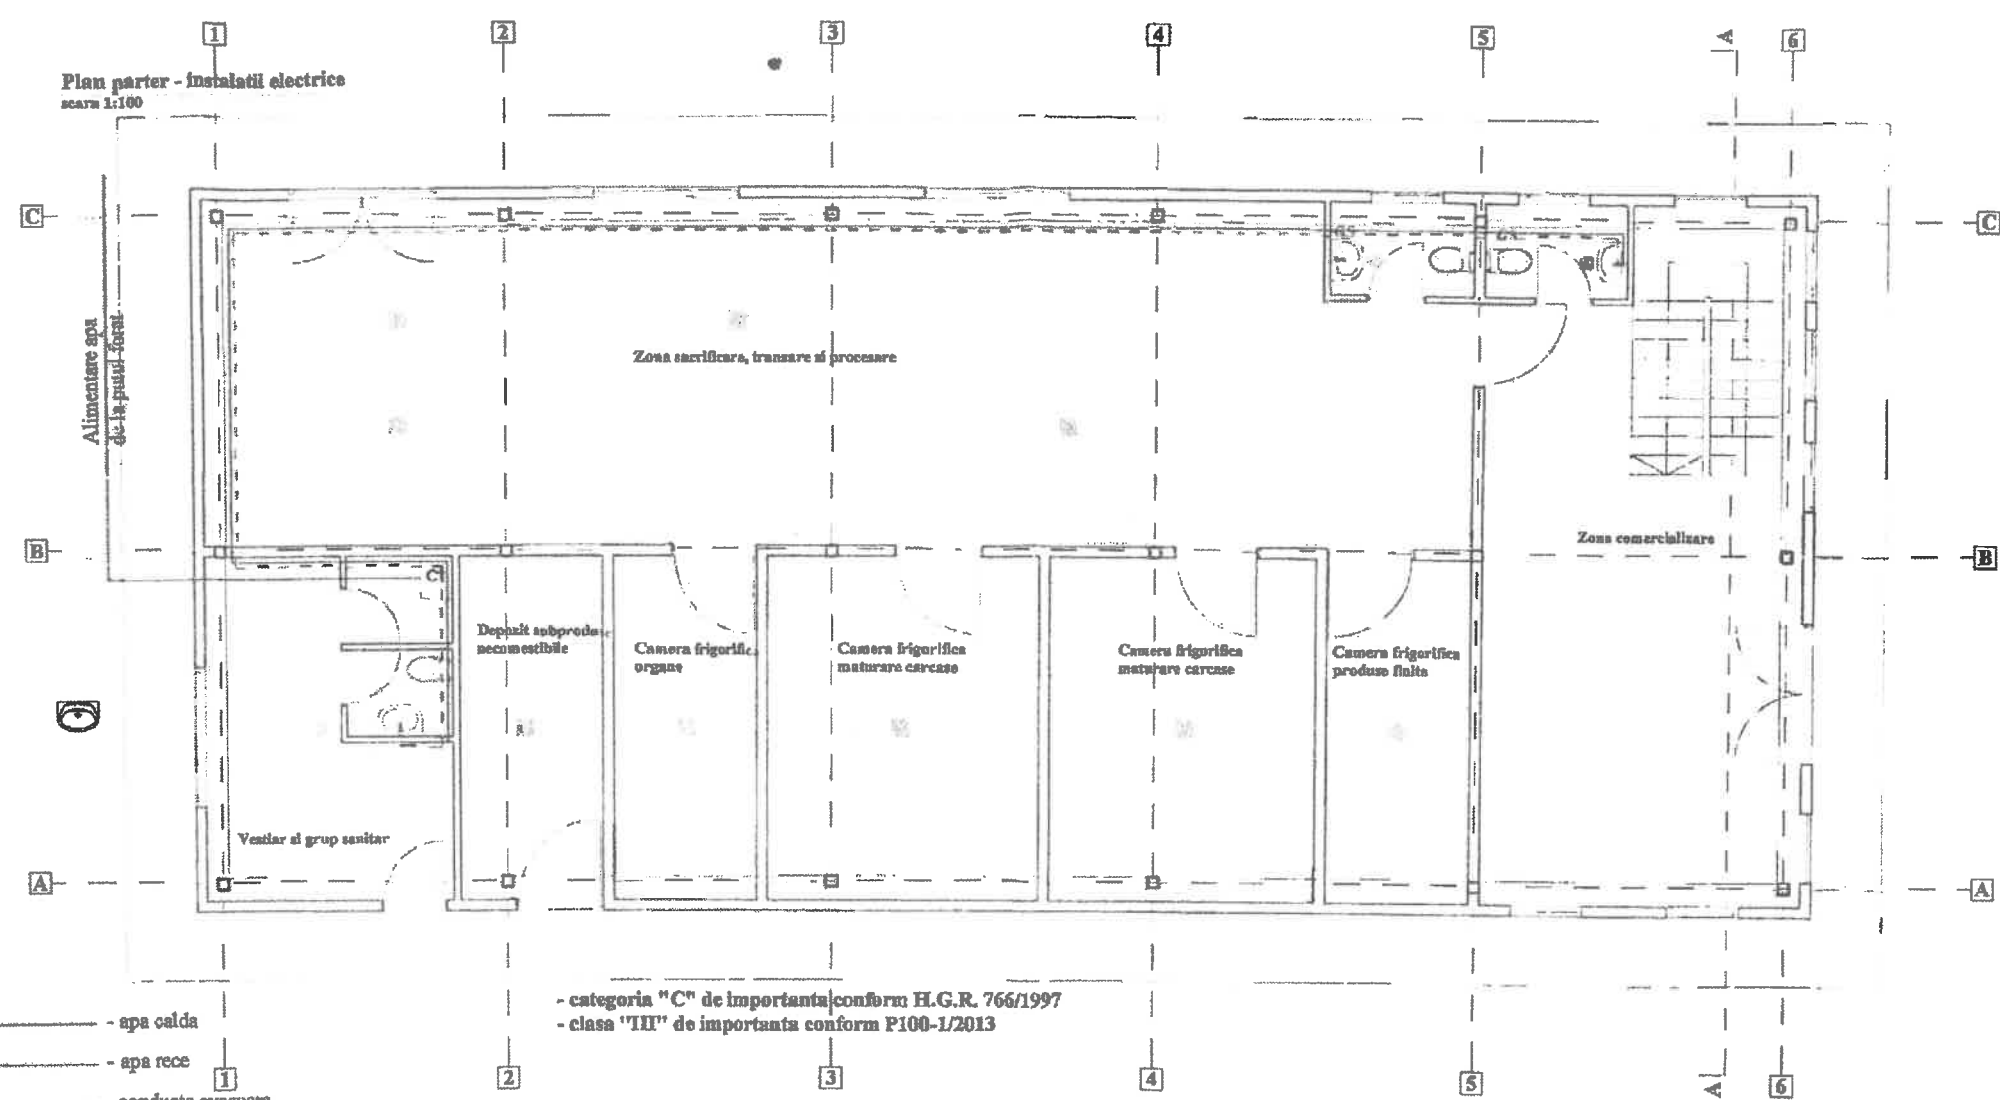 1 2 3 4 5 A 6
Plan parter - instalatii electrice
scara 1:100
C C
Alimentare apa
de la putul forat
GS GS
Zona sacrificare, transare si procesare
B B
Zona comercializare
C
Depozit subproduse
necomestibile
Camera frigorifica
organe
Camera frigorifica
maturare carcase
Camera frigorifica
maturare carcase
Camera frigorifica
produse finite
Vestiar si grup sanitar
A A
- categoria "C" de importanta conform H.G.R. 766/1997
- clasa "III" de importanta conform P100-1/2013
- apa calda
- apa rece
1 2 3 4 5 A 6